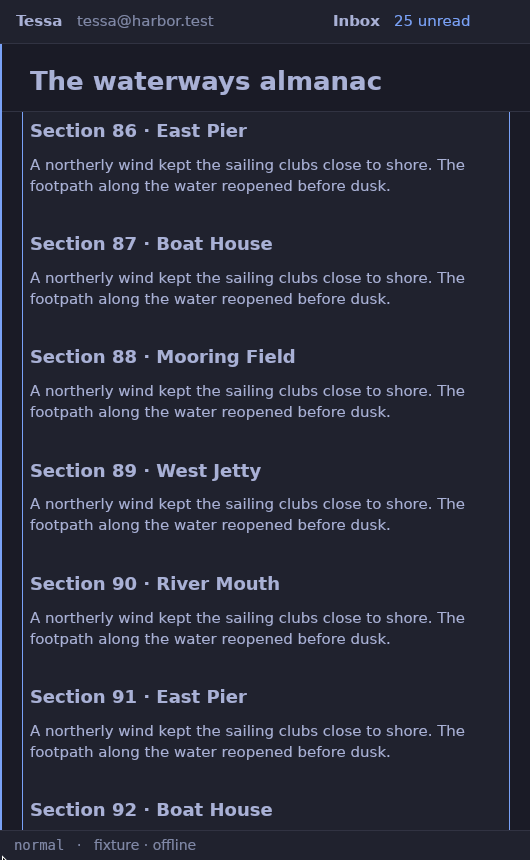 Tessa tessa@harbor.test Inbox 25 unread
The waterways almanac
Section 86 · East Pier
A northerly wind kept the sailing clubs close to shore. The
footpath along the water reopened before dusk.
Section 87 · Boat House
A northerly wind kept the sailing clubs close to shore. The
footpath along the water reopened before dusk.
Section 88 · Mooring Field
A northerly wind kept the sailing clubs close to shore. The
footpath along the water reopened before dusk.
Section 89 · West Jetty
A northerly wind kept the sailing clubs close to shore. The
footpath along the water reopened before dusk.
Section 90 · River Mouth
A northerly wind kept the sailing clubs close to shore. The
footpath along the water reopened before dusk.
Section 91 · East Pier
A northerly wind kept the sailing clubs close to shore. The
footpath along the water reopened before dusk.
Section 92 · Boat House
normal · fixture · offline